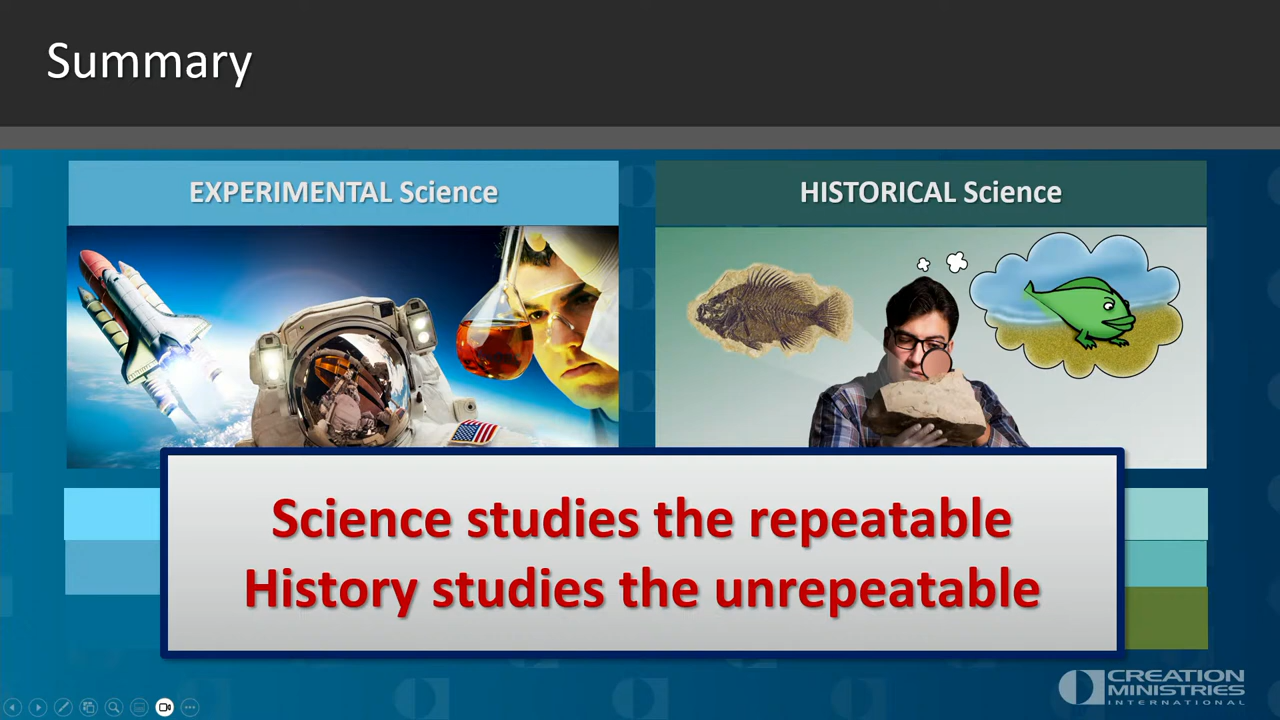 Summary
EXPERIMENTAL Science
HISTORICAL Science
Science studies the repeatable
History studies the unrepeatable
CREATION
MINISTRIES
INTERNATIONAL